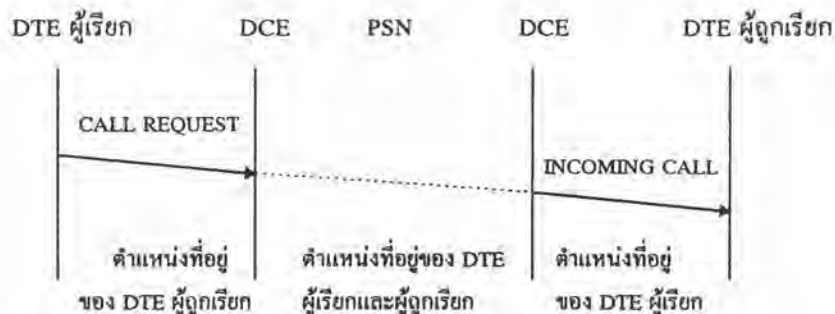 DTE ผู้เรียก DCE PSN DCE DTE ผู้ถูกเรียก
CALL REQUEST
INCOMING CALL
ตำแหน่งที่อยู่ ตำแหน่งที่อยู่ของ DTE ตำแหน่งที่อยู่
ของ DTE ผู้ถูกเรียก ผู้เรียกและผู้ถูกเรียก ของ DTE ผู้เรียก